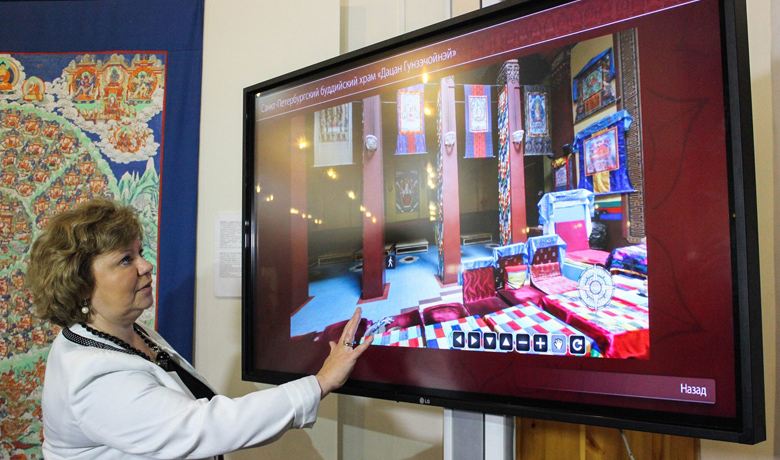 Санкт-Петербургский буддийский храм «Дацан Гунзэчойнэй»
Назад
LG